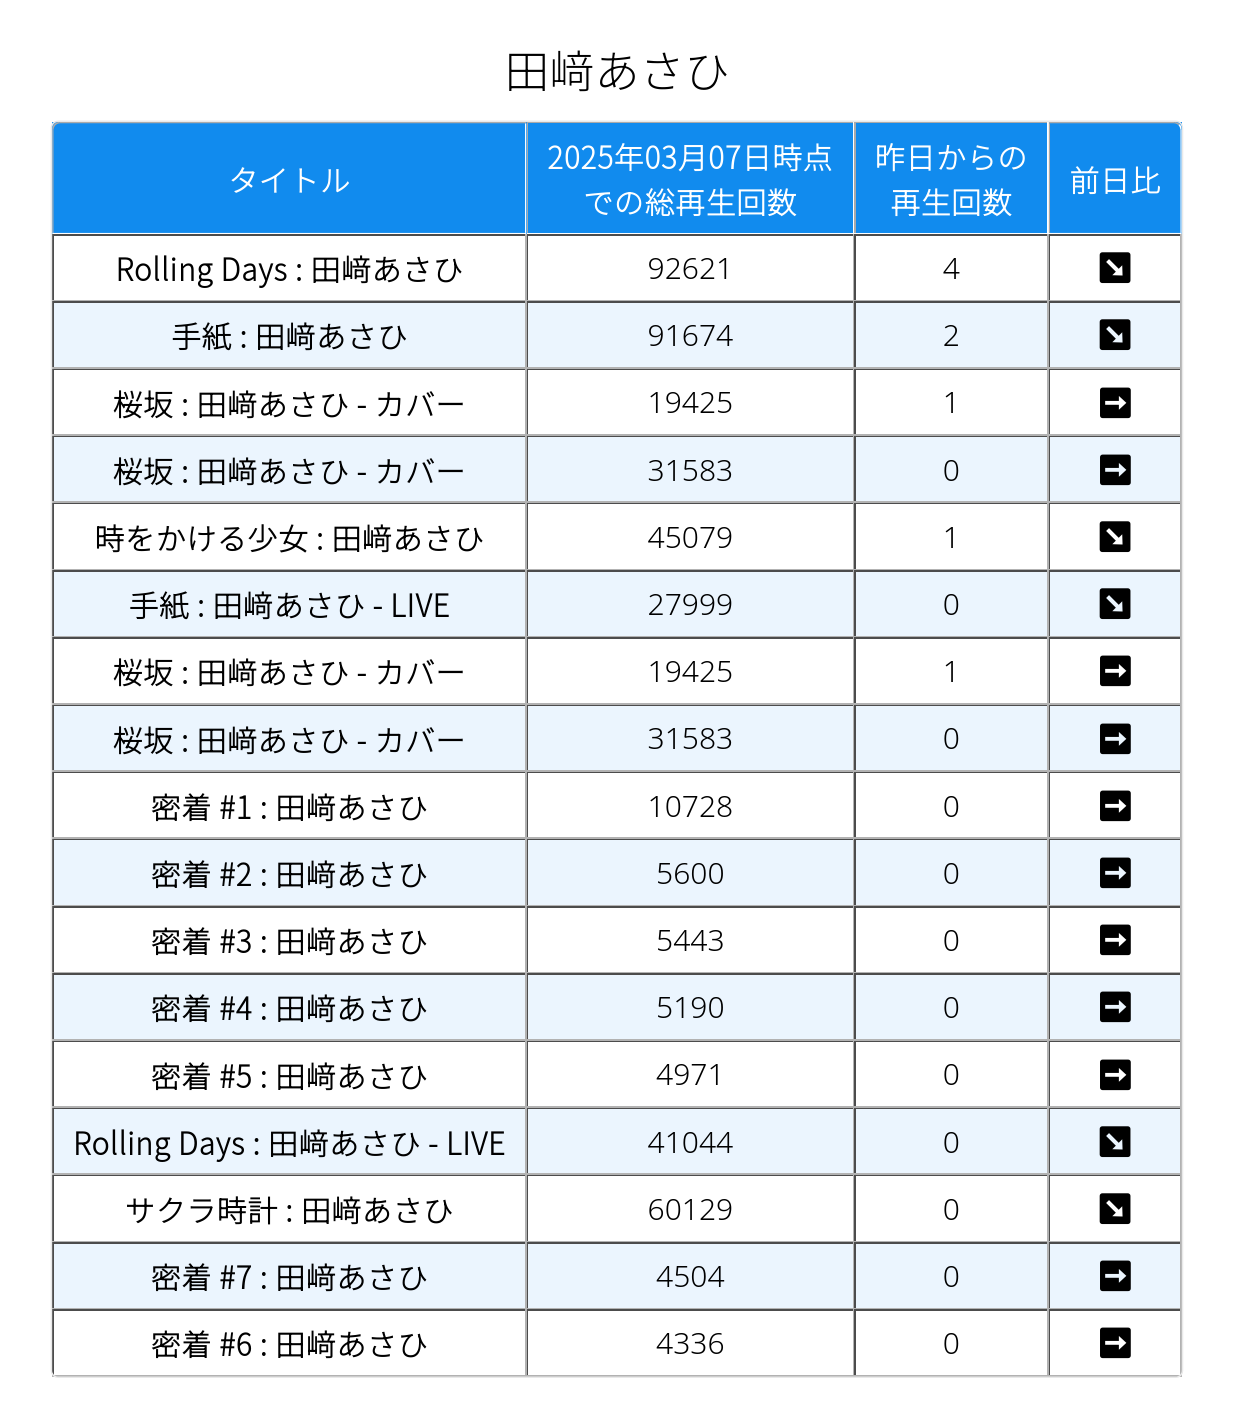 田﨑あさひ
タイトル
2025年03月07日時点
での総再生回数
昨日からの
再生回数
前日比
Rolling Days : 田﨑あさひ 92621 4 ↘
手紙 : 田﨑あさひ 91674 2 ↘
桜坂 : 田﨑あさひ - カバー 19425 1 →
桜坂 : 田﨑あさひ - カバー 31583 0 →
時をかける少女 : 田﨑あさひ 45079 1 ↘
手紙 : 田﨑あさひ - LIVE 27999 0 ↘
桜坂 : 田﨑あさひ - カバー 19425 1 →
桜坂 : 田﨑あさひ - カバー 31583 0 →
密着 #1 : 田﨑あさひ 10728 0 →
密着 #2 : 田﨑あさひ 5600 0 →
密着 #3 : 田﨑あさひ 5443 0 →
密着 #4 : 田﨑あさひ 5190 0 →
密着 #5 : 田﨑あさひ 4971 0 →
Rolling Days : 田﨑あさひ - LIVE 41044 0 ↘
サクラ時計 : 田﨑あさひ 60129 0 ↘
密着 #7 : 田﨑あさひ 4504 0 →
密着 #6 : 田﨑あさひ 4336 0 →